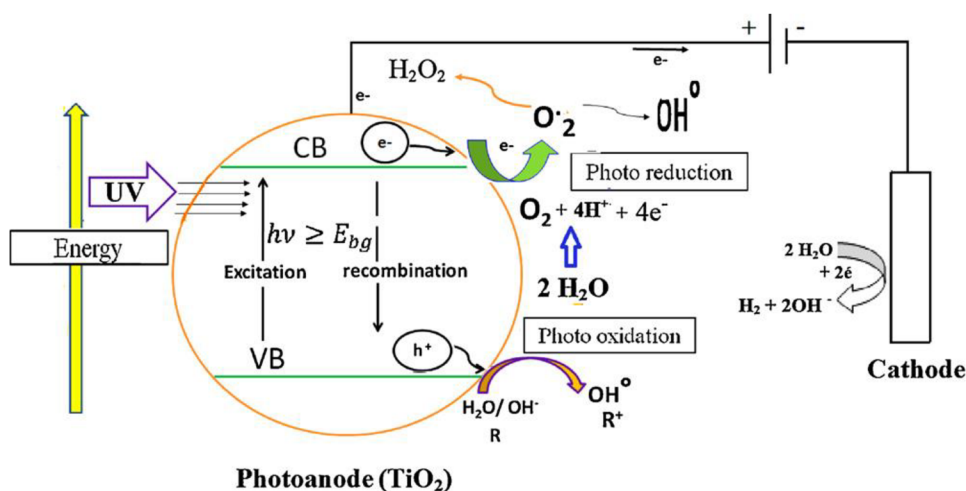 + -
e-
H₂O₂
e-
O·₂
OH°
CB
e-
e-
UV
Photo reduction
O₂ + 4H⁺ + 4e⁻
hν ≥ E_bg
Energy
Excitation
recombination
2 H₂O
2 H₂O
+ 2é
H₂ + 2OH⁻
Photo oxidation
h⁺
VB
Cathode
H₂O/ OH⁻
R
OH°
R⁺
Photoanode (TiO₂)